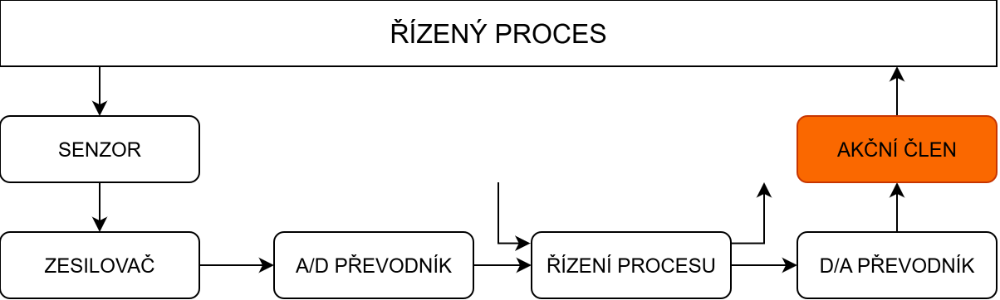 ŘÍZENÝ PROCES
SENZOR
AKČNÍ ČLEN
ZESILOVAČ
A/D PŘEVODNÍK
ŘÍZENÍ PROCESU
D/A PŘEVODNÍK